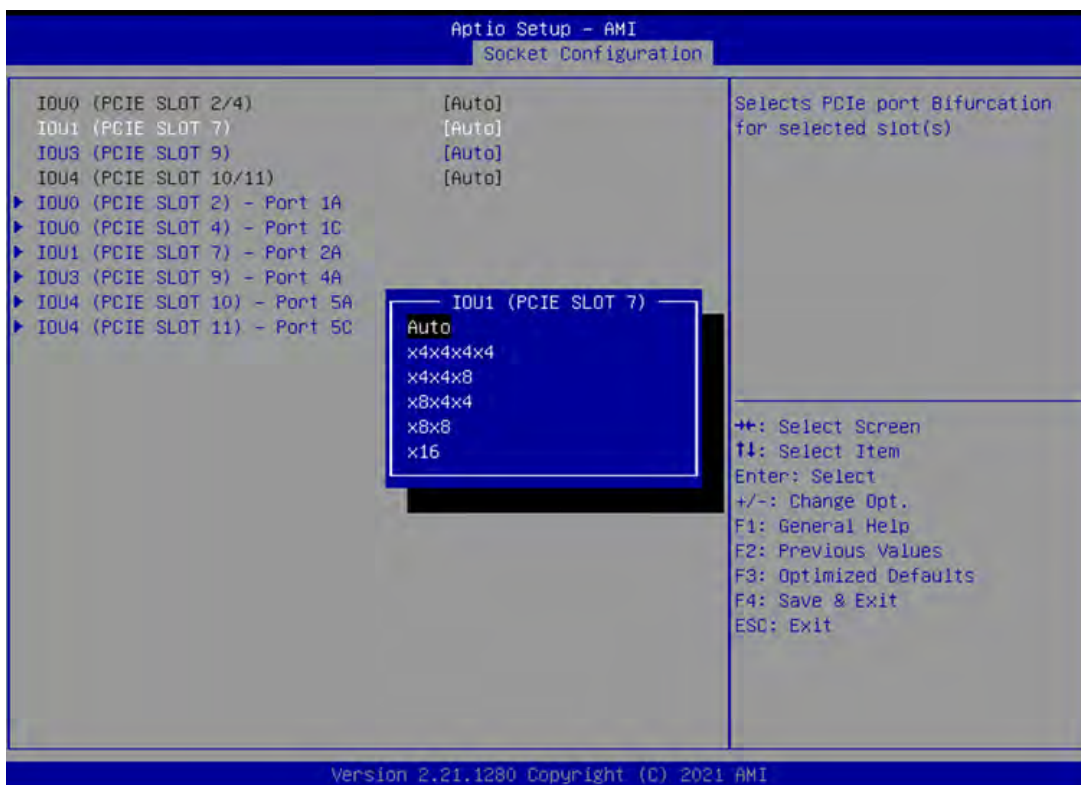 Aptio Setup - AMI
Socket Configuration
IOU0 (PCIE SLOT 2/4) [Auto]
IOU1 (PCIE SLOT 7) [Auto]
IOU3 (PCIE SLOT 9) [Auto]
IOU4 (PCIE SLOT 10/11) [Auto]
IOU0 (PCIE SLOT 2) - Port 1A
IOU0 (PCIE SLOT 4) - Port 1C
IOU1 (PCIE SLOT 7) - Port 2A
IOU3 (PCIE SLOT 9) - Port 4A
IOU4 (PCIE SLOT 10) - Port 5A
IOU4 (PCIE SLOT 11) - Port 5C
IOU1 (PCIE SLOT 7)
Auto
x4x4x4x4
x4x4x8
x8x4x4
x8x8
x16
Selects PCIe port Bifurcation
for selected slot(s)
→←: Select Screen
↑↓: Select Item
Enter: Select
+/-: Change Opt.
F1: General Help
F2: Previous Values
F3: Optimized Defaults
F4: Save & Exit
ESC: Exit
Version 2.21.1280 Copyright (C) 2021 AMI